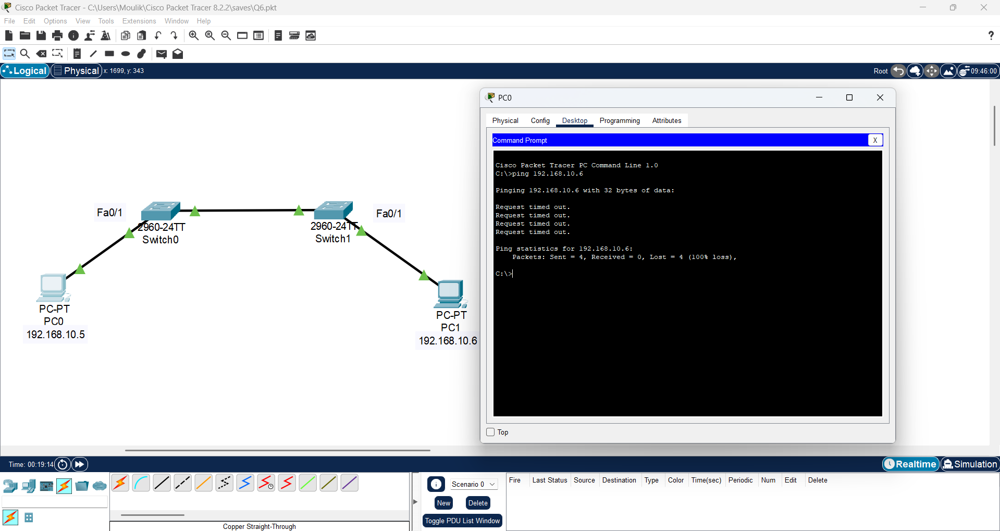 Cisco Packet Tracer - C:\Users\Moulik\Cisco Packet Tracer 8.2.2\saves\Q6.pkt
File Edit Options View Tools Extensions Window Help
?
Logical Physical x: 1699, y: 343 Root 09:46:00
PC0
Physical Config Desktop Programming Attributes
Command Prompt X
Cisco Packet Tracer PC Command Line 1.0
C:\>ping 192.168.10.6
Pinging 192.168.10.6 with 32 bytes of data:
Request timed out.
Request timed out.
Request timed out.
Request timed out.
Ping statistics for 192.168.10.6:
Packets: Sent = 4, Received = 0, Lost = 4 (100% loss),
C:\>
Top
Fa0/1
2960-24TT
Switch0
2960-24TT
Switch1
Fa0/1
PC-PT
PC0
192.168.10.5
PC-PT
PC1
192.168.10.6
Time: 00:19:14 Realtime Simulation
Scenario 0
New Delete
Toggle PDU List Window
Fire Last Status Source Destination Type Color Time(sec) Periodic Num Edit Delete
Copper Straight-Through